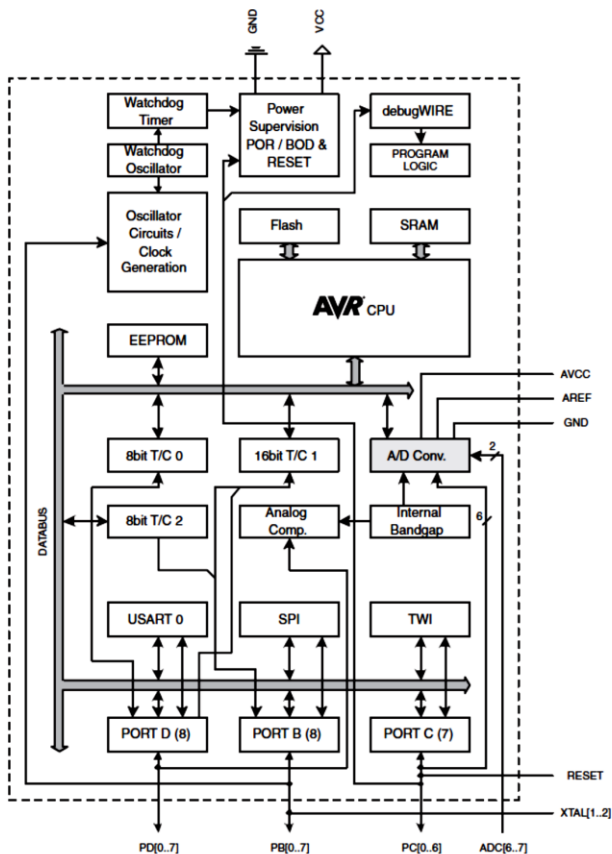 GND
VCC
Watchdog
Timer
Power
Supervision
POR / BOD &
RESET
debugWIRE
Watchdog
Oscillator
PROGRAM
LOGIC
Oscillator
Circuits /
Clock
Generation
Flash
SRAM
AVR® CPU
EEPROM
AVCC
AREF
GND
8bit T/C 0
16bit T/C 1
A/D Conv.
2
8bit T/C 2
Analog
Comp.
Internal
Bandgap
6
DATABUS
USART 0
SPI
TWI
PORT D (8)
PORT B (8)
PORT C (7)
RESET
XTAL[1..2]
PD[0..7]
PB[0..7]
PC[0..6]
ADC[6..7]